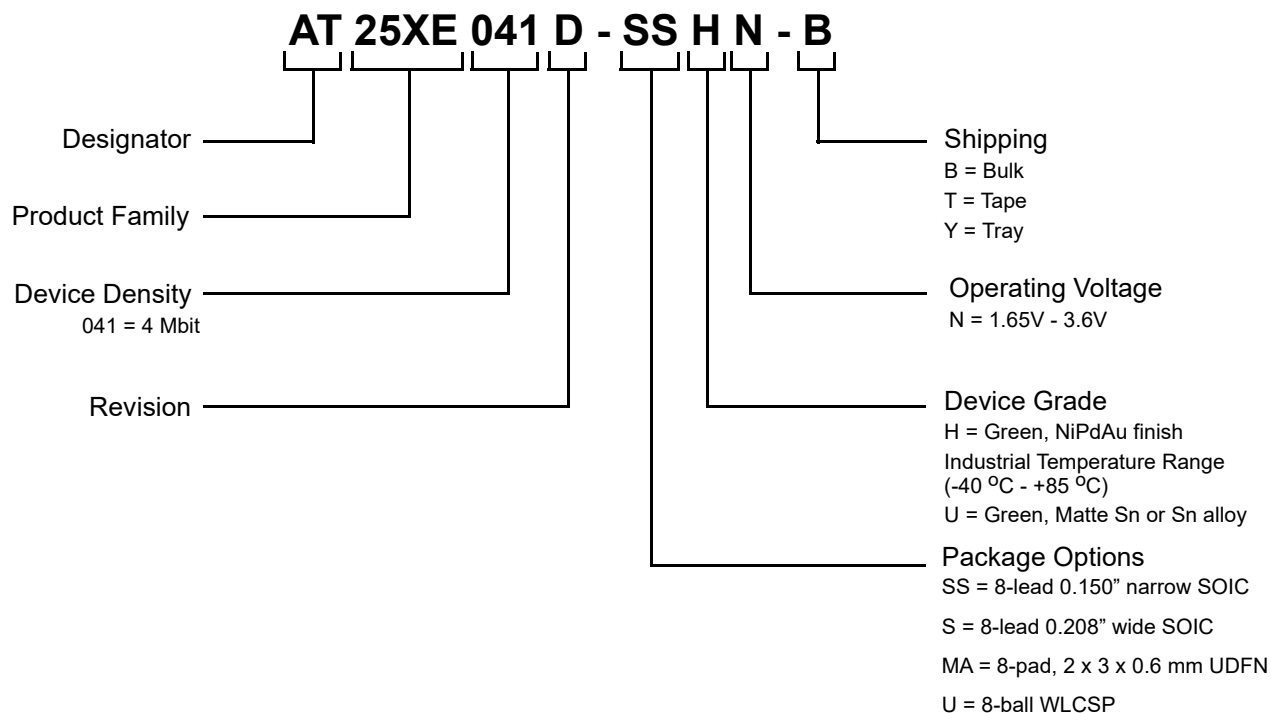 AT 25XE 041 D - SS H N - B
Designator
Product Family
Device Density
041 = 4 Mbit
Revision
Shipping
B = Bulk
T = Tape
Y = Tray
Operating Voltage
N = 1.65V - 3.6V
Device Grade
H = Green, NiPdAu finish
Industrial Temperature Range
(-40 ºC - +85 ºC)
U = Green, Matte Sn or Sn alloy
Package Options
SS = 8-lead 0.150” narrow SOIC
S = 8-lead 0.208” wide SOIC
MA = 8-pad, 2 x 3 x 0.6 mm UDFN
U = 8-ball WLCSP